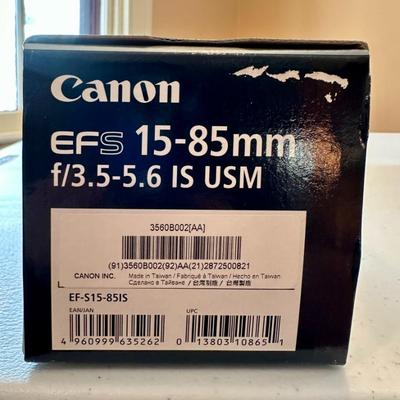 Canon
EFS 15-85mm
f/3.5-5.6 IS USM
3560B002[AA]
(91)3560B002(92)AA(21)2872500821
CANON INC. Made in Taiwan / Fabriqué à Taiwan / Hecho en Taiwan
Сделано в Тайване / 台湾制造 / 台灣製造
EF-S15-85IS
EAN/JAN UPC
4 960999 635262 0 13803 10865 1